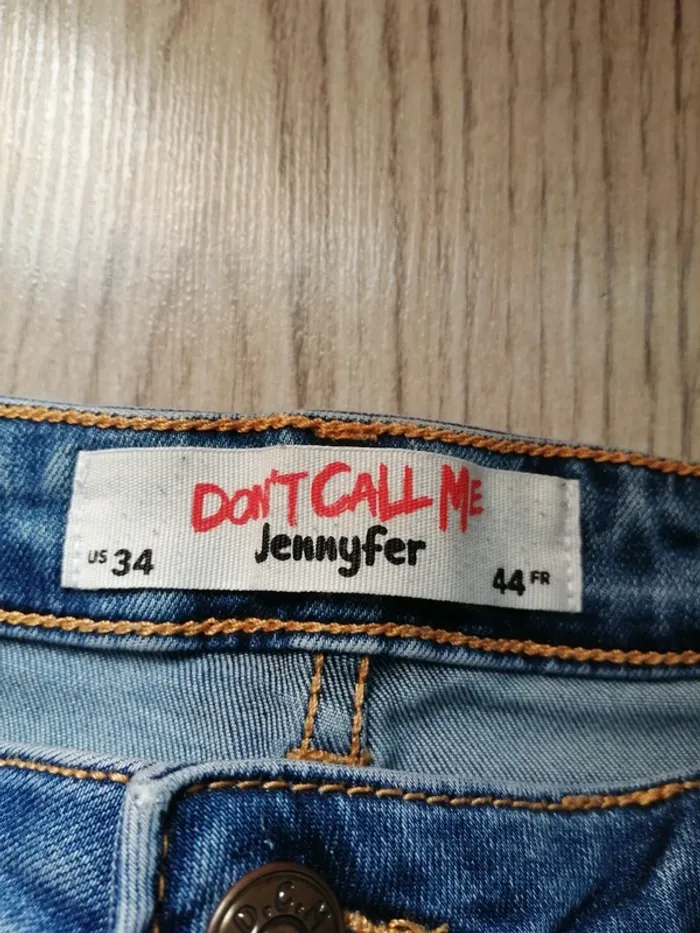 DON'T CALL ME
Jennyfer
US 34
44 FR
D.C.